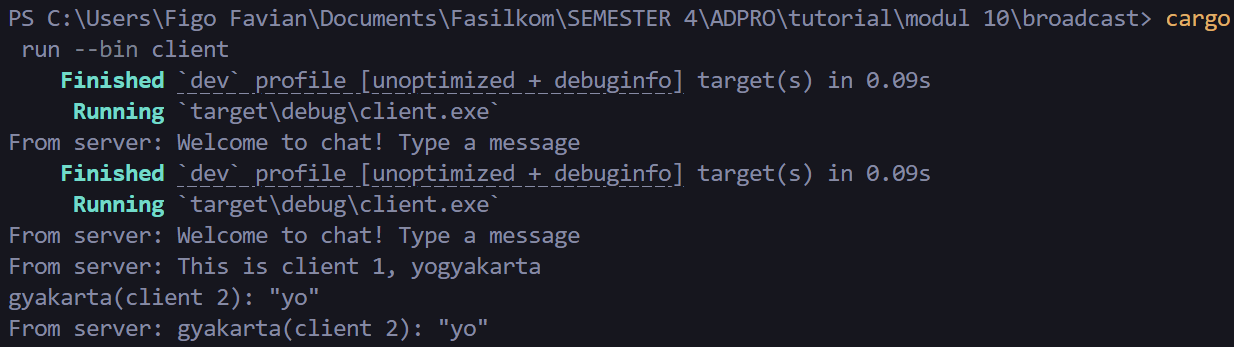 PS C:\Users\Figo Favian\Documents\Fasilkom\SEMESTER 4\ADPRO\tutorial\modul 10\broadcast> cargo
 run --bin client
    Finished `dev` profile [unoptimized + debuginfo] target(s) in 0.09s
     Running `target\debug\client.exe`
From server: Welcome to chat! Type a message
    Finished `dev` profile [unoptimized + debuginfo] target(s) in 0.09s
     Running `target\debug\client.exe`
From server: Welcome to chat! Type a message
From server: This is client 1, yogyakarta
gyakarta(client 2): "yo"
From server: gyakarta(client 2): "yo"